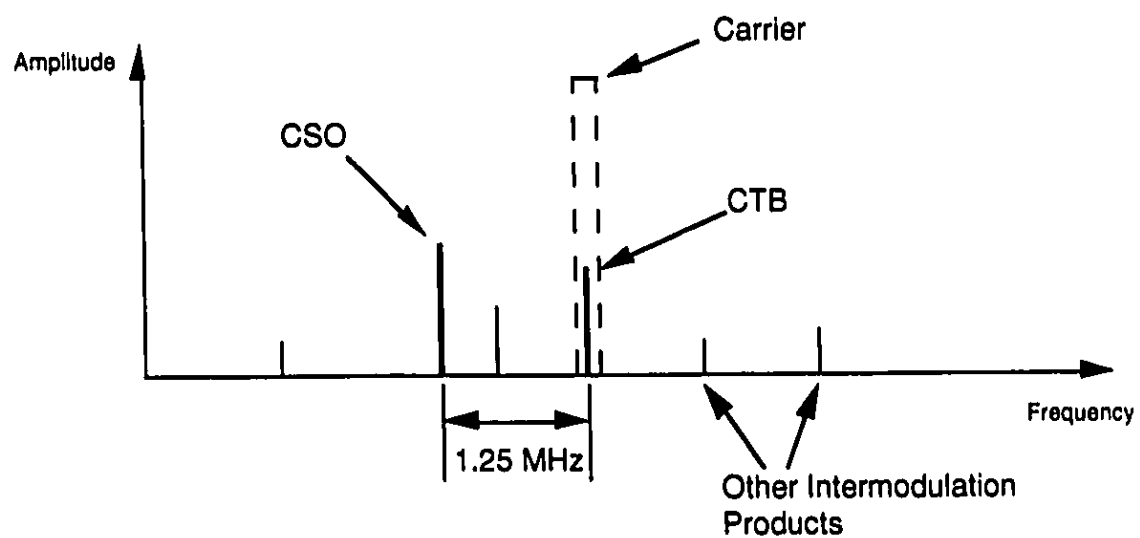 Carrier
Amplitude
CSO
CTB
Frequency
1.25 MHz
Other Intermodulation
Products